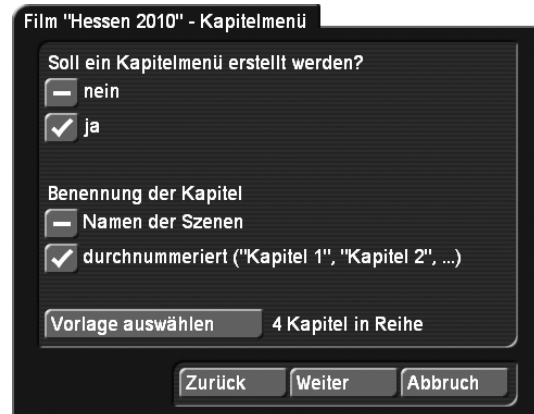 Film "Hessen 2010" - Kapitelmenü
Soll ein Kapitelmenü erstellt werden?
nein
ja
Benennung der Kapitel
Namen der Szenen
durchnummeriert ("Kapitel 1", "Kapitel 2", ...)
Vorlage auswählen 4 Kapitel in Reihe
Zurück Weiter Abbruch